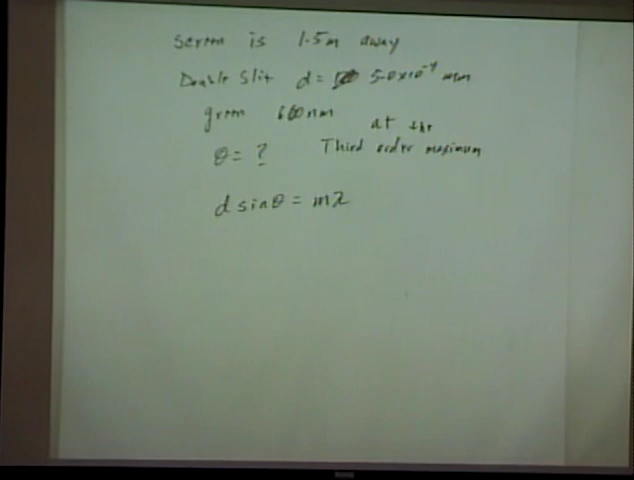 screen is 1.5m away
Double Slit d = 5.0x10⁻⁴ mm
green 600nm
at the
θ = ? Third order maximum
d sinθ = mλ